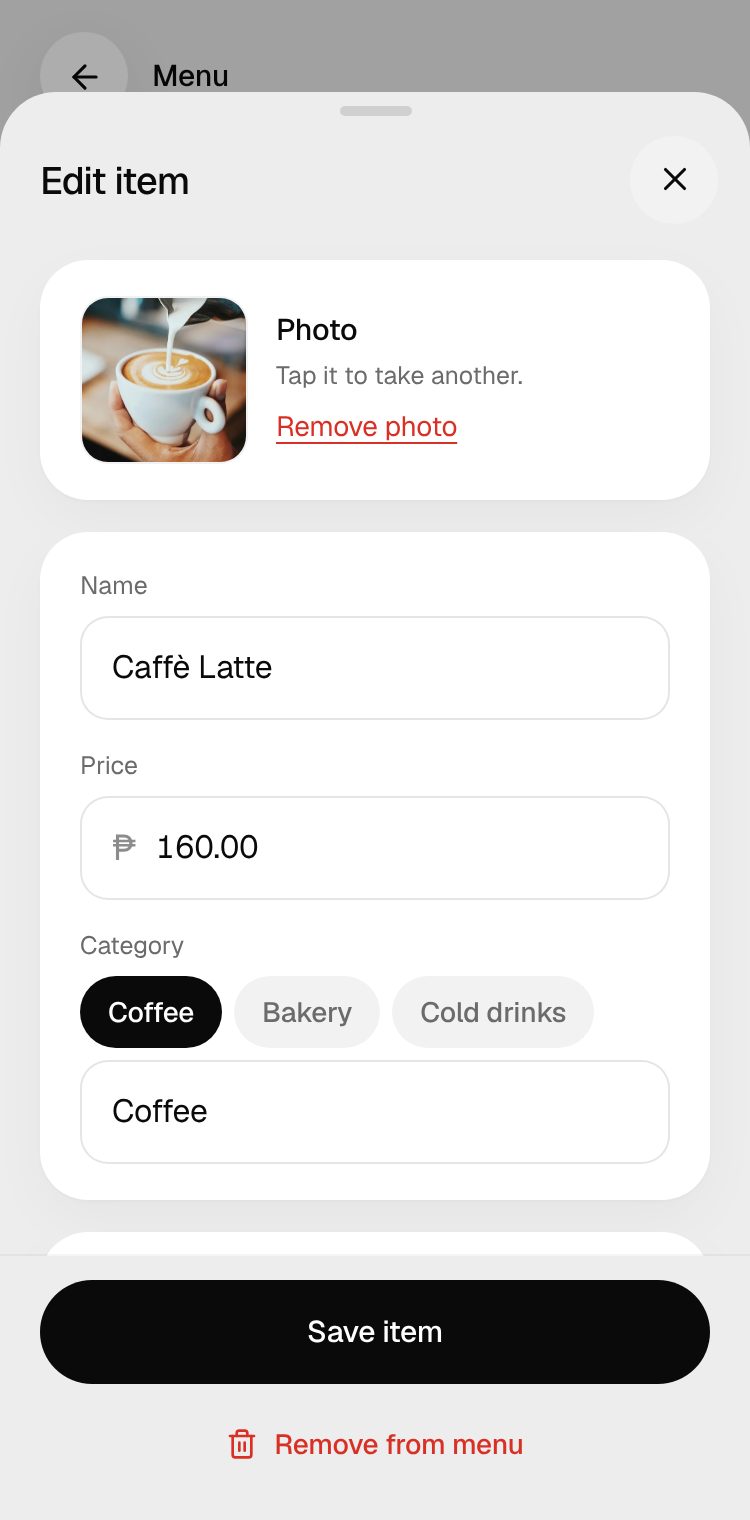 Menu
Edit item
Photo
Tap it to take another.
Remove photo
Name
Caffè Latte
Price
₱ 160.00
Category
Coffee Bakery Cold drinks
Coffee
Save item
Remove from menu